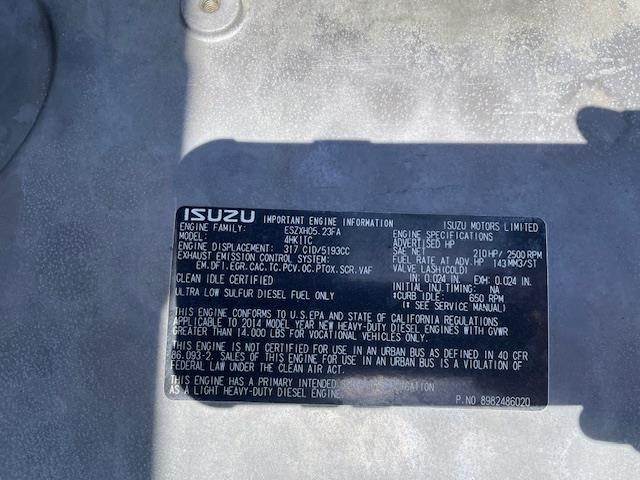 ISUZU IMPORTANT ENGINE INFORMATION ISUZU MOTORS LIMITED
ENGINE FAMILY: ESZXH05.23FA
MODEL: 4HK1TC
ENGINE DISPLACEMENT: 317 CID/5193CC
EXHAUST EMISSION CONTROL SYSTEM:
EM.DFI.EGR.CAC.TC.PCV.OC.PTOX.SCR.VAF
CLEAN IDLE CERTIFIED
ULTRA LOW SULFUR DIESEL FUEL ONLY
ENGINE SPECIFICATIONS
ADVERTISED HP
SAE NET 210HP/ 2500 RPM
FUEL RATE AT ADV. HP 143 MM3/ST
VALVE LASH(COLD)
IN: 0.024 IN. EXH: 0.024 IN.
INITIAL INJ.TIMING: NA
*CURB IDLE: 650 RPM
(* SEE SERVICE MANUAL)
THIS ENGINE CONFORMS TO U.S.EPA AND STATE OF CALIFORNIA REGULATIONS
APPLICABLE TO 2014 MODEL YEAR NEW HEAVY-DUTY DIESEL ENGINES WITH GVWR
GREATER THAN 14,000 LBS FOR VOCATIONAL VEHICLES ONLY.
THIS ENGINE IS NOT CERTIFIED FOR USE IN AN URBAN BUS AS DEFINED IN 40 CFR
86.093-2. SALES OF THIS ENGINE FOR USE IN AN URBAN BUS IS A VIOLATION OF
FEDERAL LAW UNDER THE CLEAN AIR ACT.
THIS ENGINE HAS A PRIMARY INTENDED SERVICE APPLICATION
AS A LIGHT HEAVY-DUTY DIESEL ENGINE
P.NO 8982486020